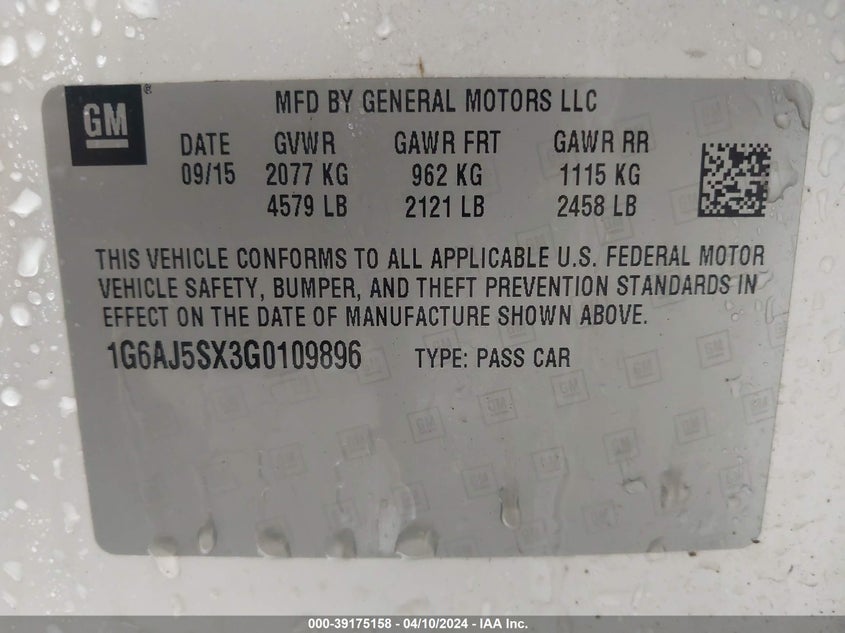 GM ®
MFD BY GENERAL MOTORS LLC
DATE GVWR GAWR FRT GAWR RR
09/15 2077 KG 962 KG 1115 KG
4579 LB 2121 LB 2458 LB
THIS VEHICLE CONFORMS TO ALL APPLICABLE U.S. FEDERAL MOTOR
VEHICLE SAFETY, BUMPER, AND THEFT PREVENTION STANDARDS IN
EFFECT ON THE DATE OF MANUFACTURE SHOWN ABOVE.
1G6AJ5SX3G0109896 TYPE: PASS CAR
000-39175158 - 04/10/2024 - IAA Inc.